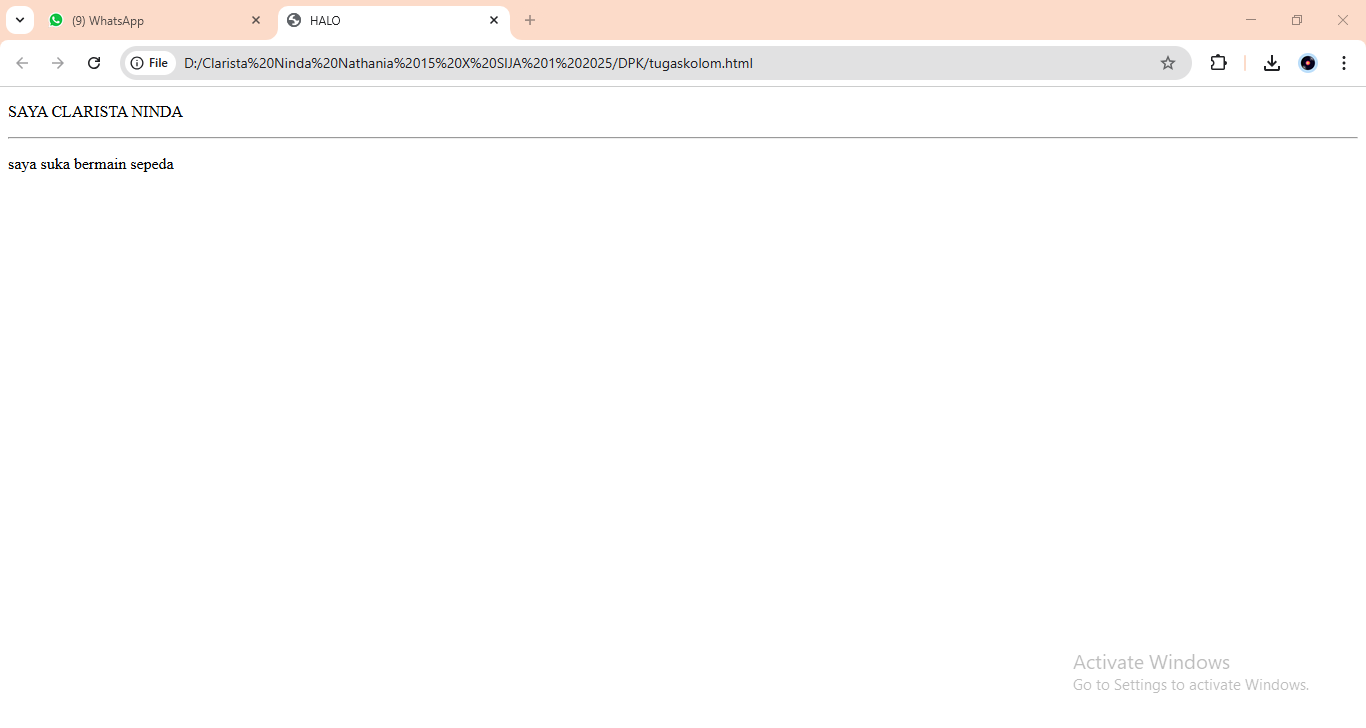 (9) WhatsApp
HALO
File
D:/Clarista%20Ninda%20Nathania%2015%20X%20SIJA%201%202025/DPK/tugaskolom.html
SAYA CLARISTA NINDA
saya suka bermain sepeda
Activate Windows
Go to Settings to activate Windows.